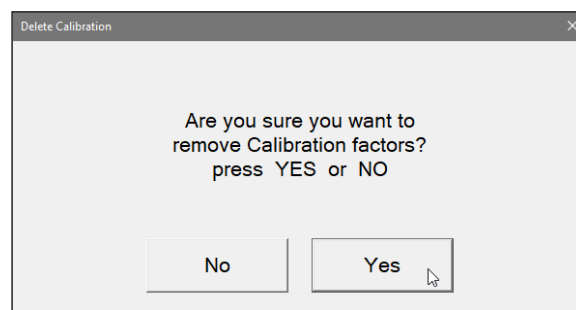 Delete Calibration
Are you sure you want to
remove Calibration factors?
press YES or NO
No
Yes